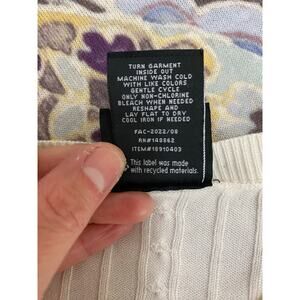 TURN GARMENT
INSIDE OUT
MACHINE WASH COLD
WITH LIKE COLORS
GENTLE CYCLE
ONLY NON-CHLORINE
BLEACH WHEN NEEDED
RESHAPE AND
LAY FLAT TO DRY
COOL IRON IF NEEDED
FAC-2022/08
RN#140862
ITEM#18910403
This label was made
with recycled materials.